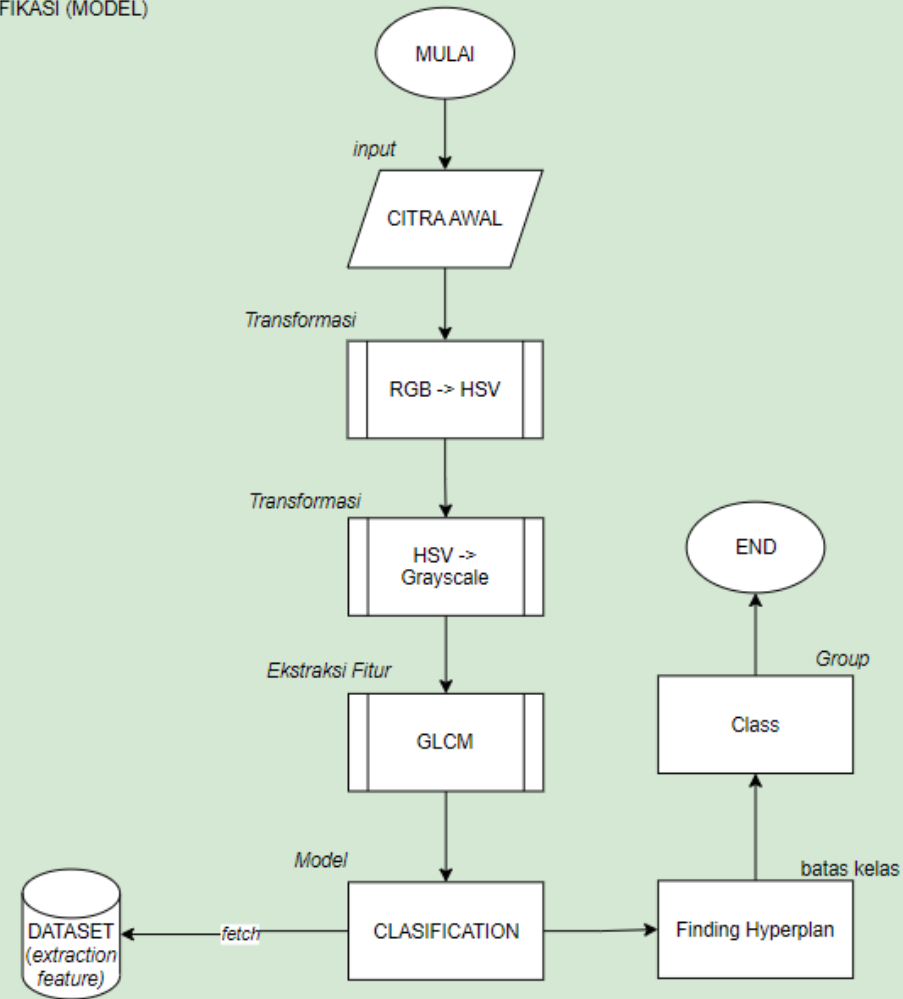 FIKASI (MODEL)
MULAI
input
CITRA AWAL
Transformasi
RGB -> HSV
Transformasi
HSV ->
Grayscale
Ekstraksi Fitur
GLCM
Model
CLASIFICATION
fetch
DATASET
(extraction
feature)
batas kelas
Finding Hyperplan
Group
Class
END